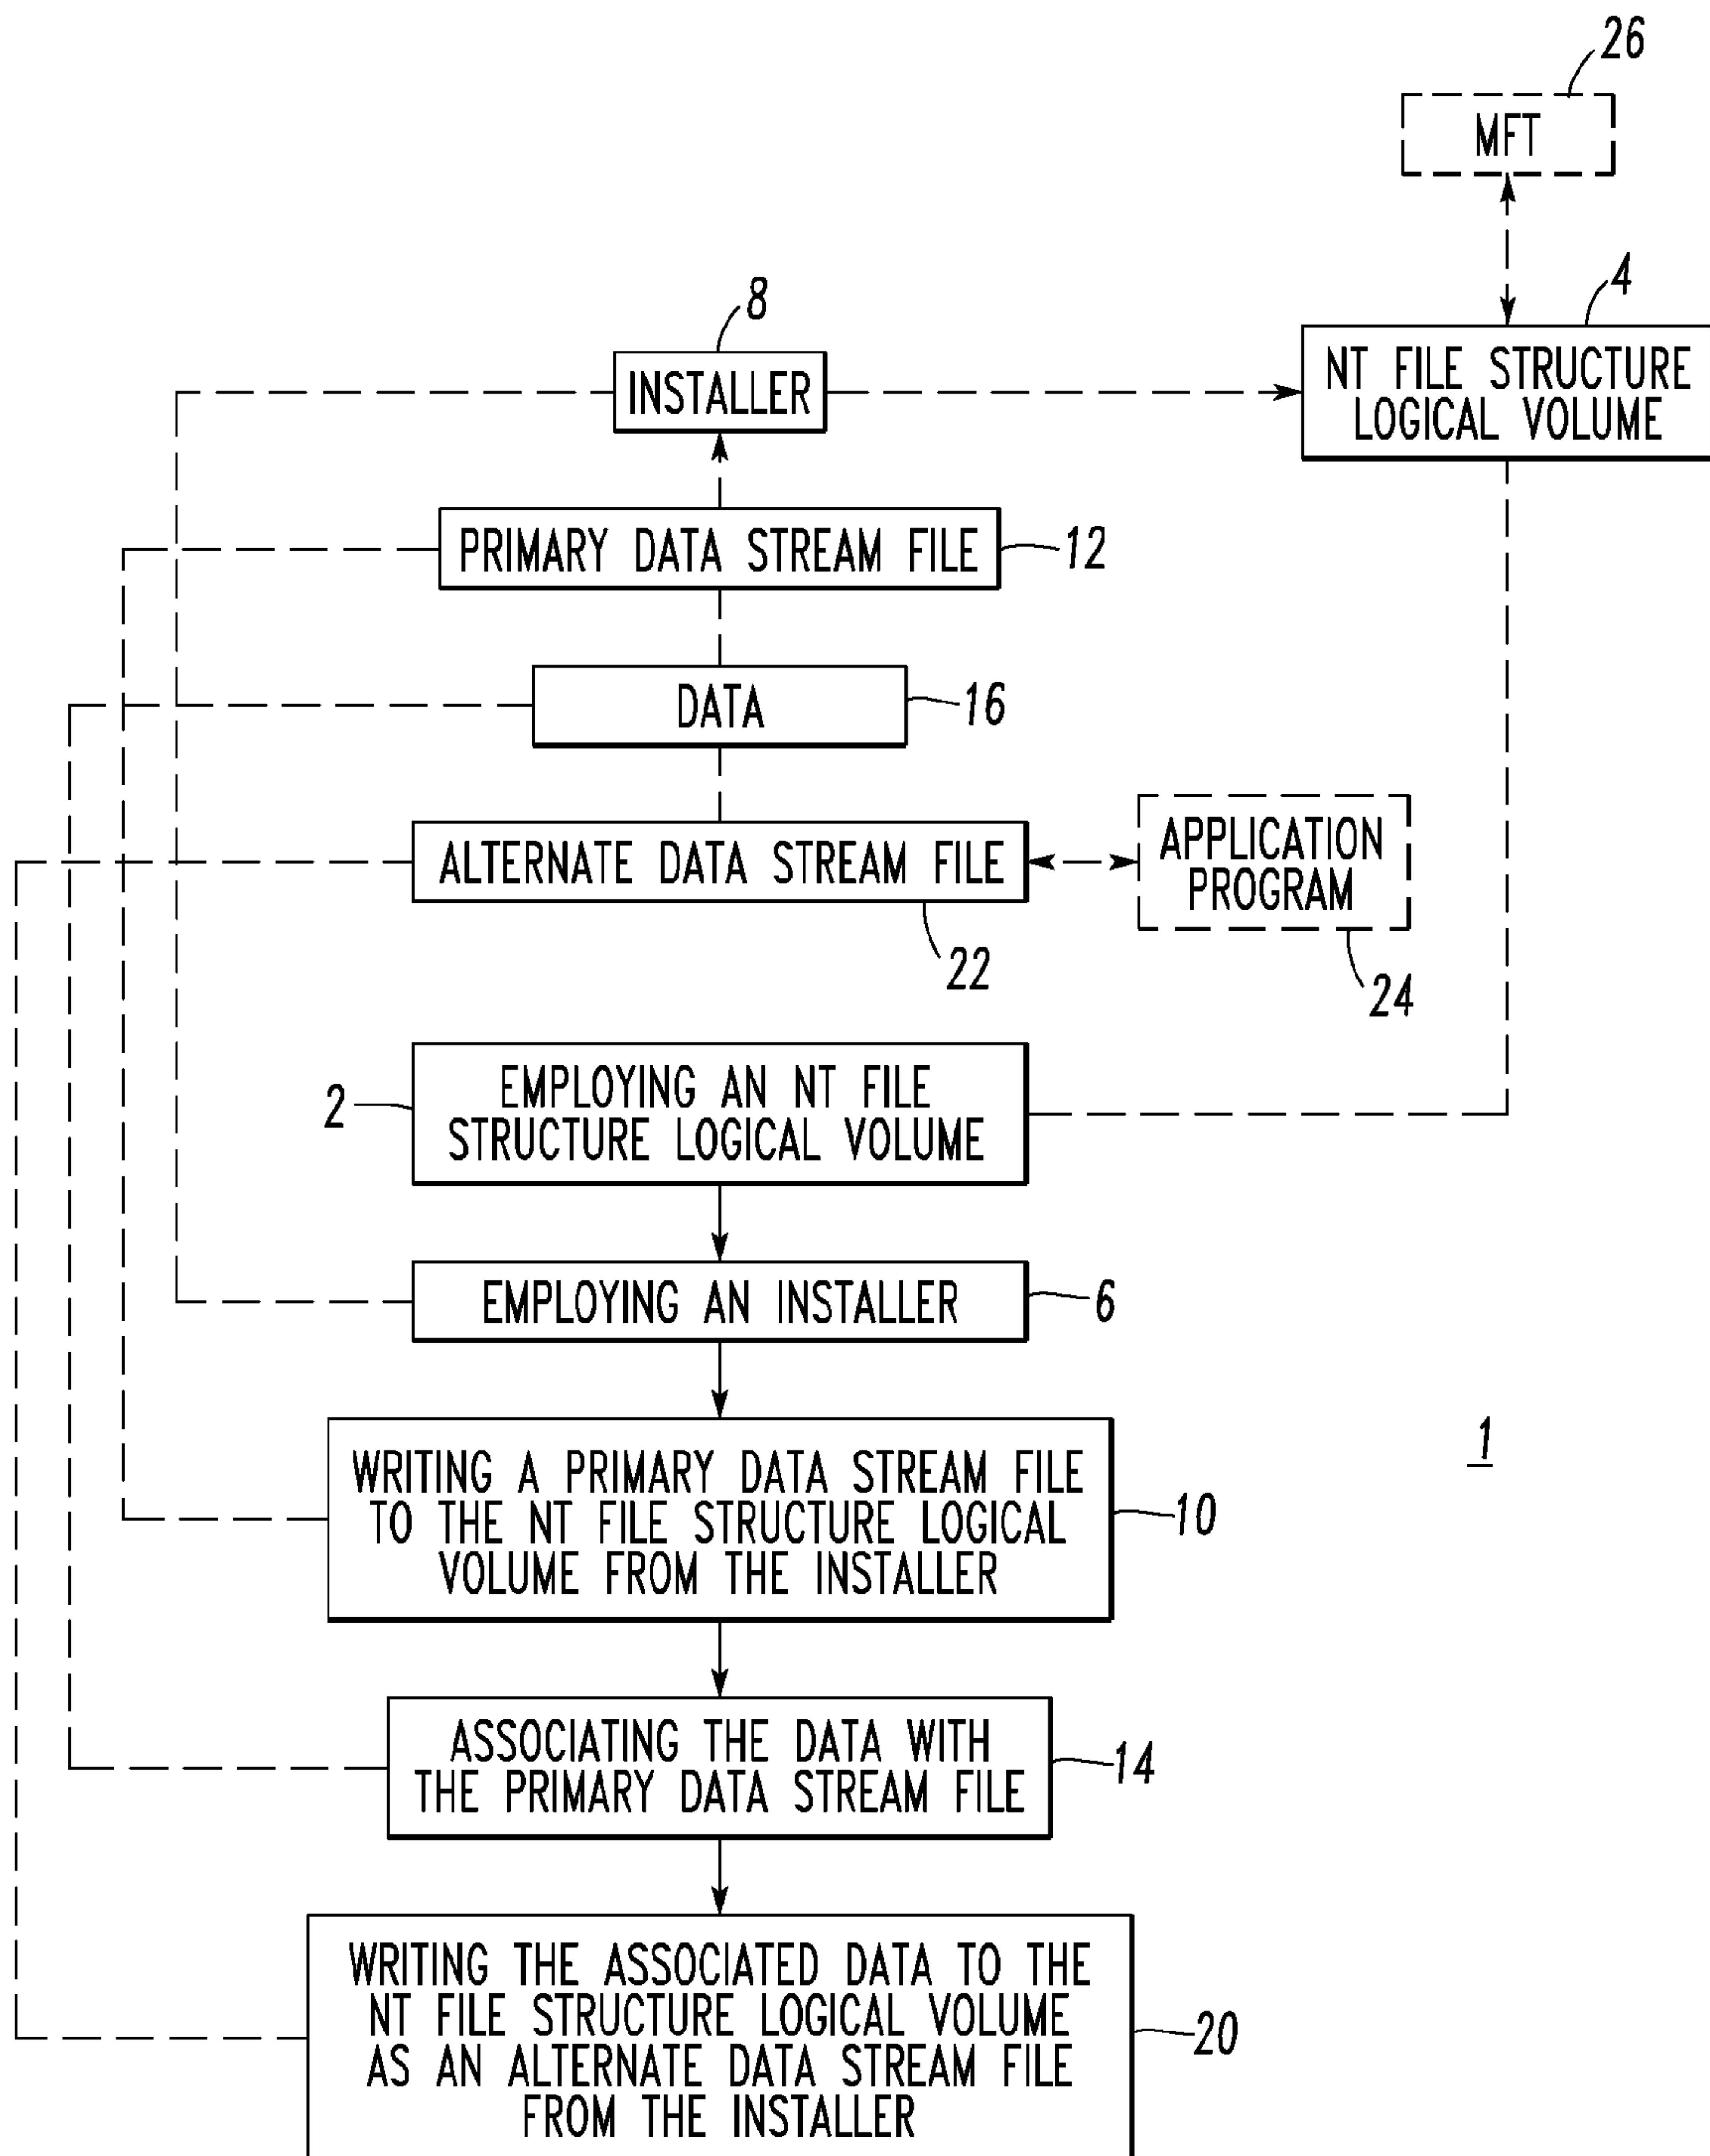 26
MFT
4
NT FILE STRUCTURE
LOGICAL VOLUME
8
INSTALLER
PRIMARY DATA STREAM FILE
12
DATA
16
ALTERNATE DATA STREAM FILE
22
APPLICATION
PROGRAM
24
2
EMPLOYING AN NT FILE
STRUCTURE LOGICAL VOLUME
EMPLOYING AN INSTALLER
6
WRITING A PRIMARY DATA STREAM FILE
TO THE NT FILE STRUCTURE LOGICAL
VOLUME FROM THE INSTALLER
10
1
ASSOCIATING THE DATA WITH
THE PRIMARY DATA STREAM FILE
14
WRITING THE ASSOCIATED DATA TO THE
NT FILE STRUCTURE LOGICAL VOLUME
AS AN ALTERNATE DATA STREAM FILE
FROM THE INSTALLER
20